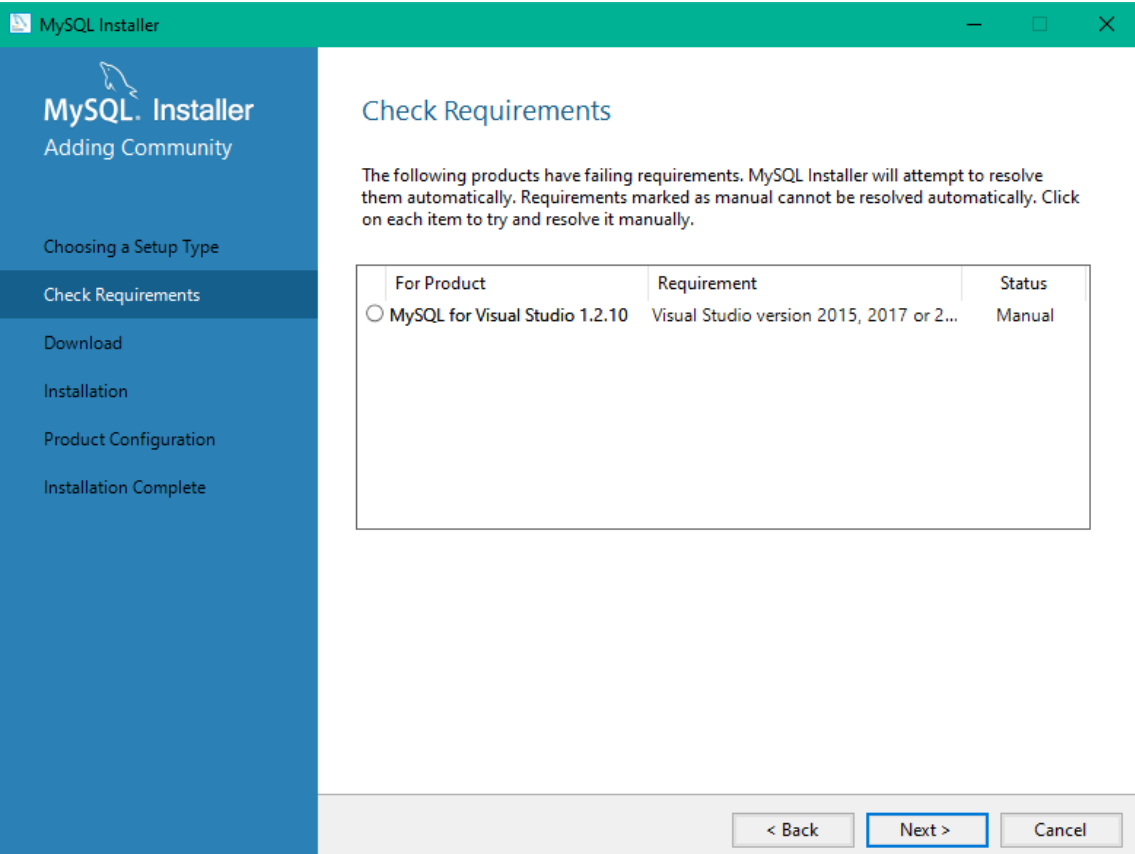 MySQL Installer
MySQL. Installer
Adding Community
Choosing a Setup Type
Check Requirements
Download
Installation
Product Configuration
Installation Complete
Check Requirements
The following products have failing requirements. MySQL Installer will attempt to resolve
them automatically. Requirements marked as manual cannot be resolved automatically. Click
on each item to try and resolve it manually.
For Product Requirement Status
MySQL for Visual Studio 1.2.10 Visual Studio version 2015, 2017 or 2... Manual
< Back Next > Cancel